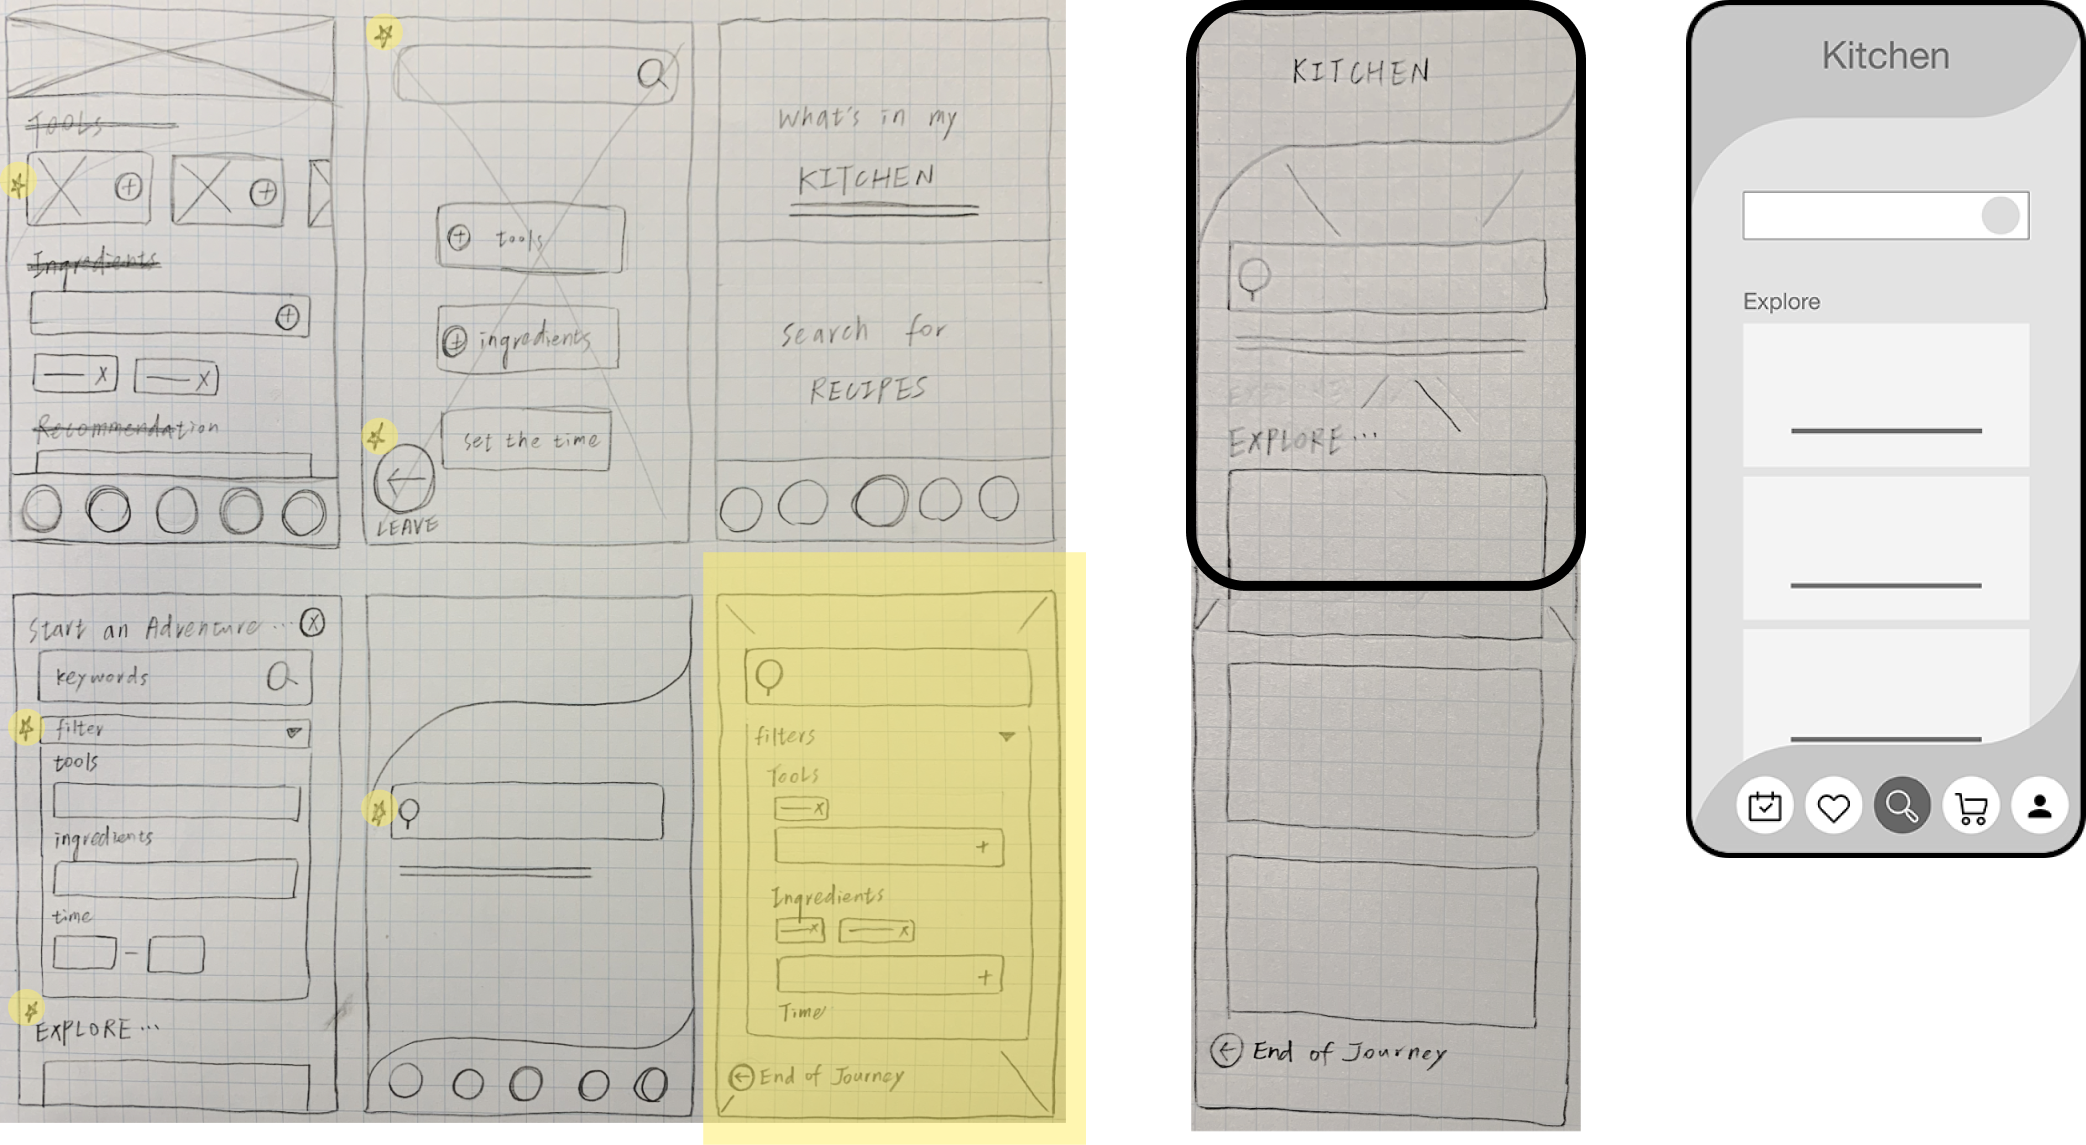 TOOLS
Ingredients
Recommendation
tools
ingredients
set the time
LEAVE
What's in my
KITCHEN
Search for
RECIPES
Start an Adventure ... X
keywords
filter
tools
ingredients
time
EXPLORE ...
filters
Tools
x
+
Ingredients
x x
+
Time
End of Journey
KITCHEN
EXPLORE ...
End of Journey
Kitchen
Explore